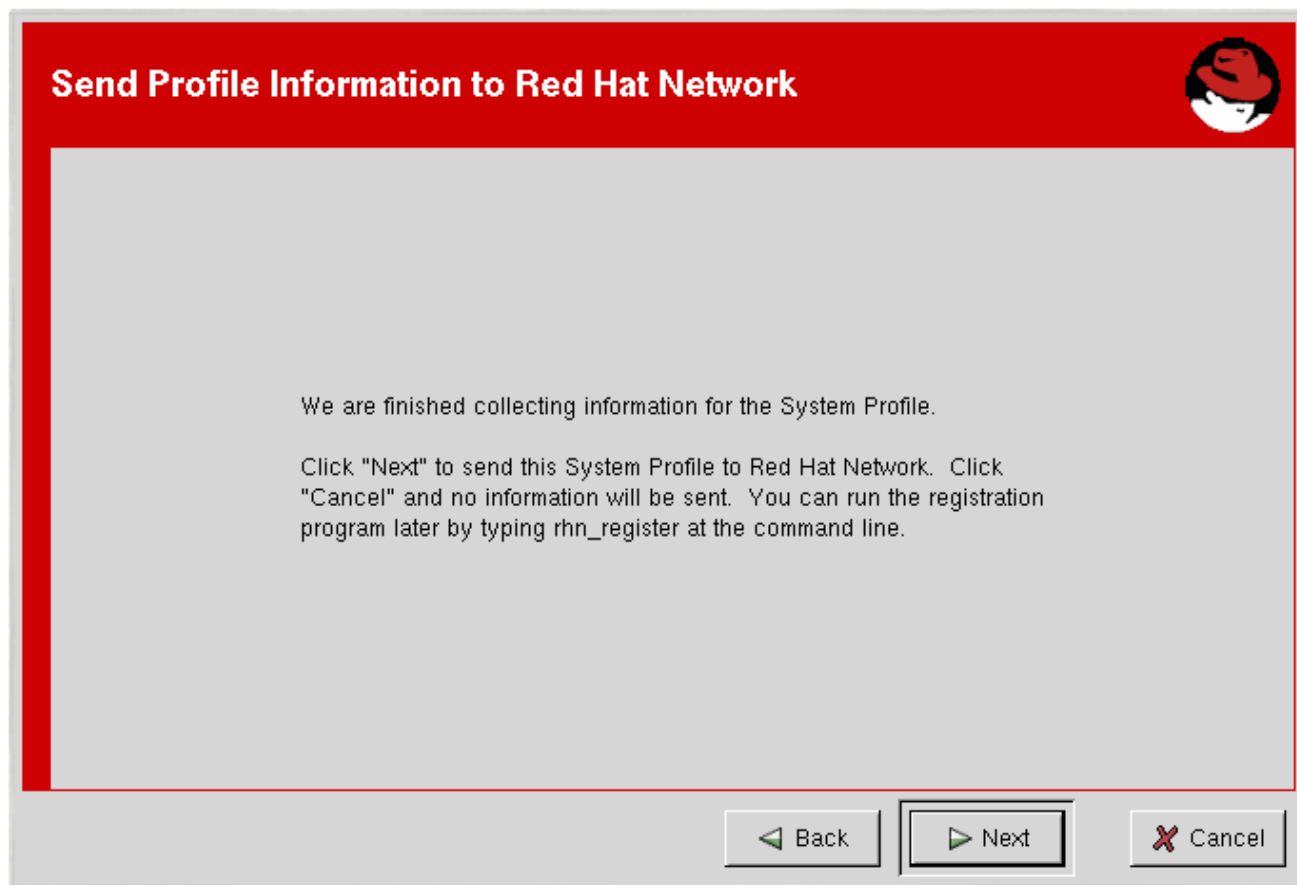 Send Profile Information to Red Hat Network
We are finished collecting information for the System Profile.
Click "Next" to send this System Profile to Red Hat Network.  Click
"Cancel" and no information will be sent.  You can run the registration
program later by typing rhn_register at the command line.
Back
Next
Cancel